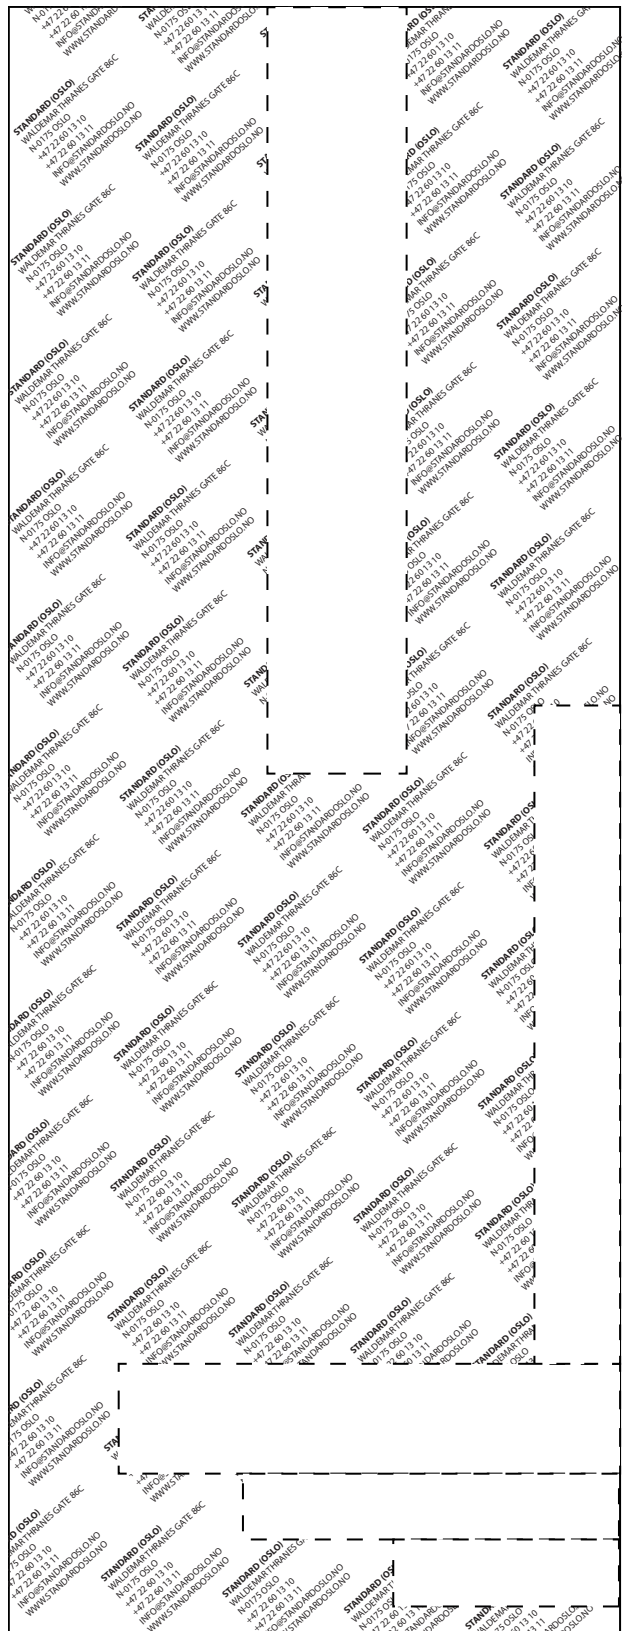 STANDARD (OSLO)
WALDEMAR THRANES GATE 86C
N-0175 OSLO
+47 22 60 13 10
+47 22 60 13 11
INFO@STANDARDOSLO.NO
WWW.STANDARDOSLO.NO